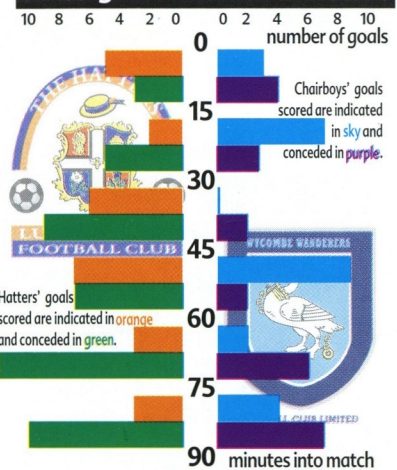 10 8 6 4 2 0 0 2 4 6 8 10
number of goals
0
Chairboys' goals
scored are indicated
in sky and
conceded in purple.
THE HATTERS
15
30
45
FOOTBALL CLUB
WYCOMBE WANDERERS
Hatters' goals
scored are indicated in orange
and conceded in green.
60
75
CLUB LIMITED
90
minutes into match